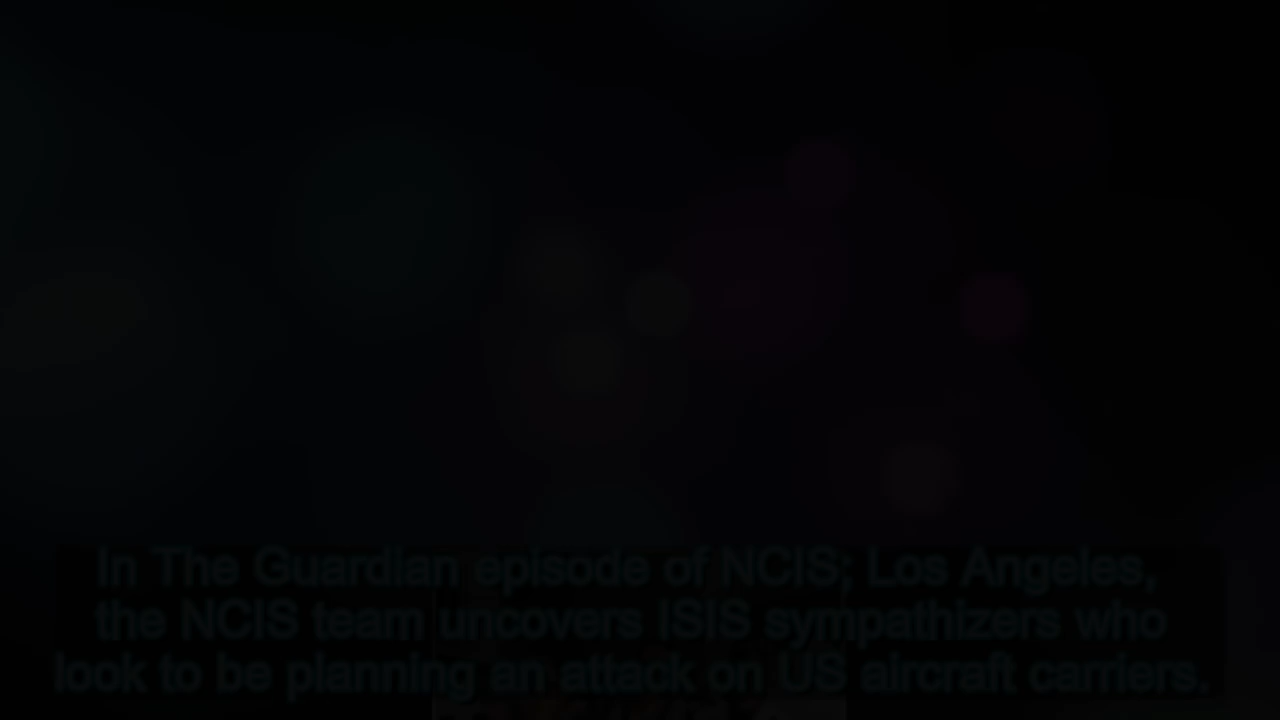 In The Guardian episode of NCIS; Los Angeles,
the NCIS team uncovers ISIS sympathizers who
look to be planning an attack on US aircraft carriers.